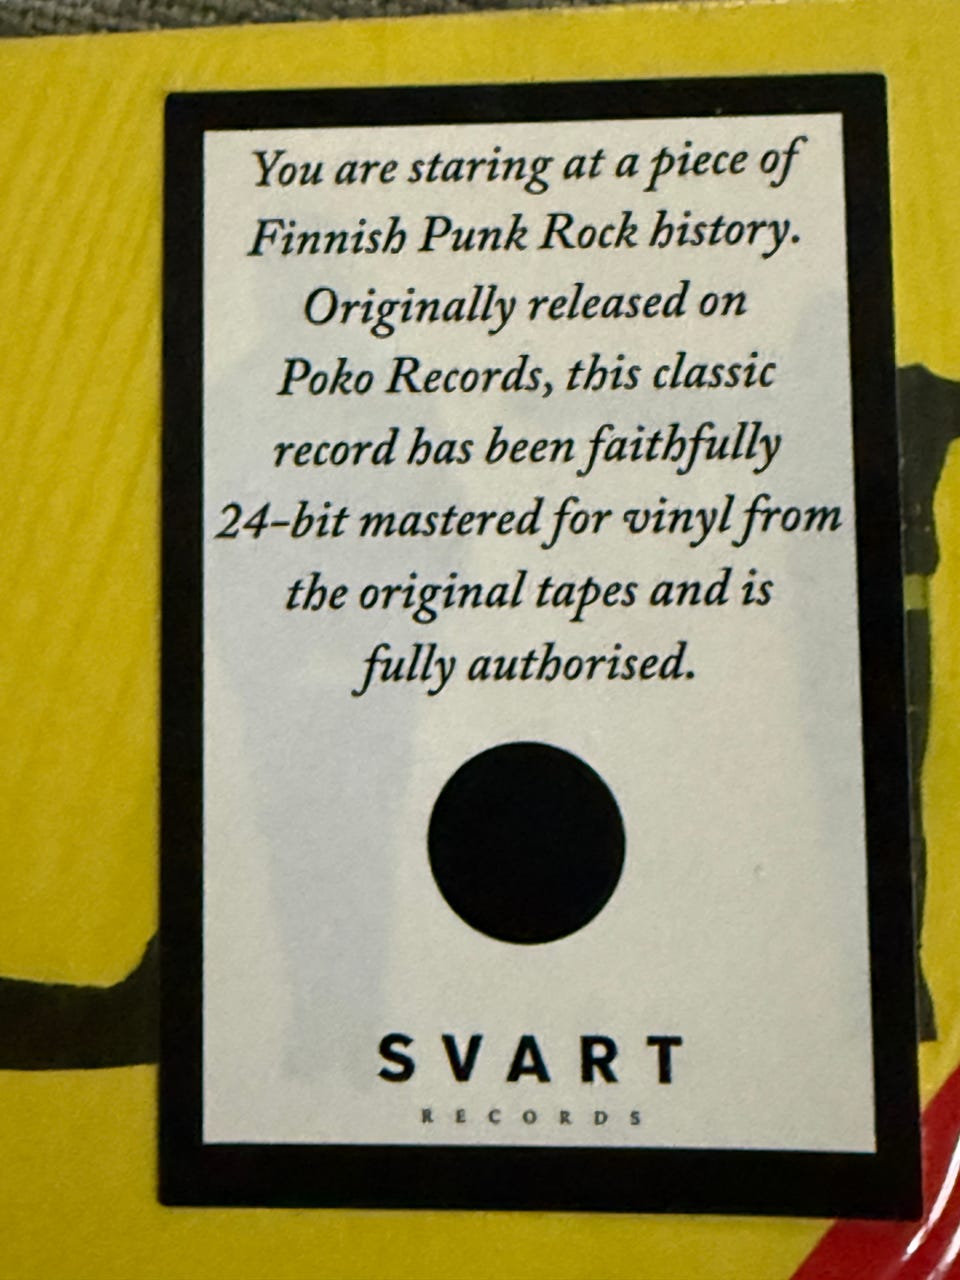 You are staring at a piece of
Finnish Punk Rock history.
Originally released on
Poko Records, this classic
record has been faithfully
24-bit mastered for vinyl from
the original tapes and is
fully authorised.
SVART
RECORDS